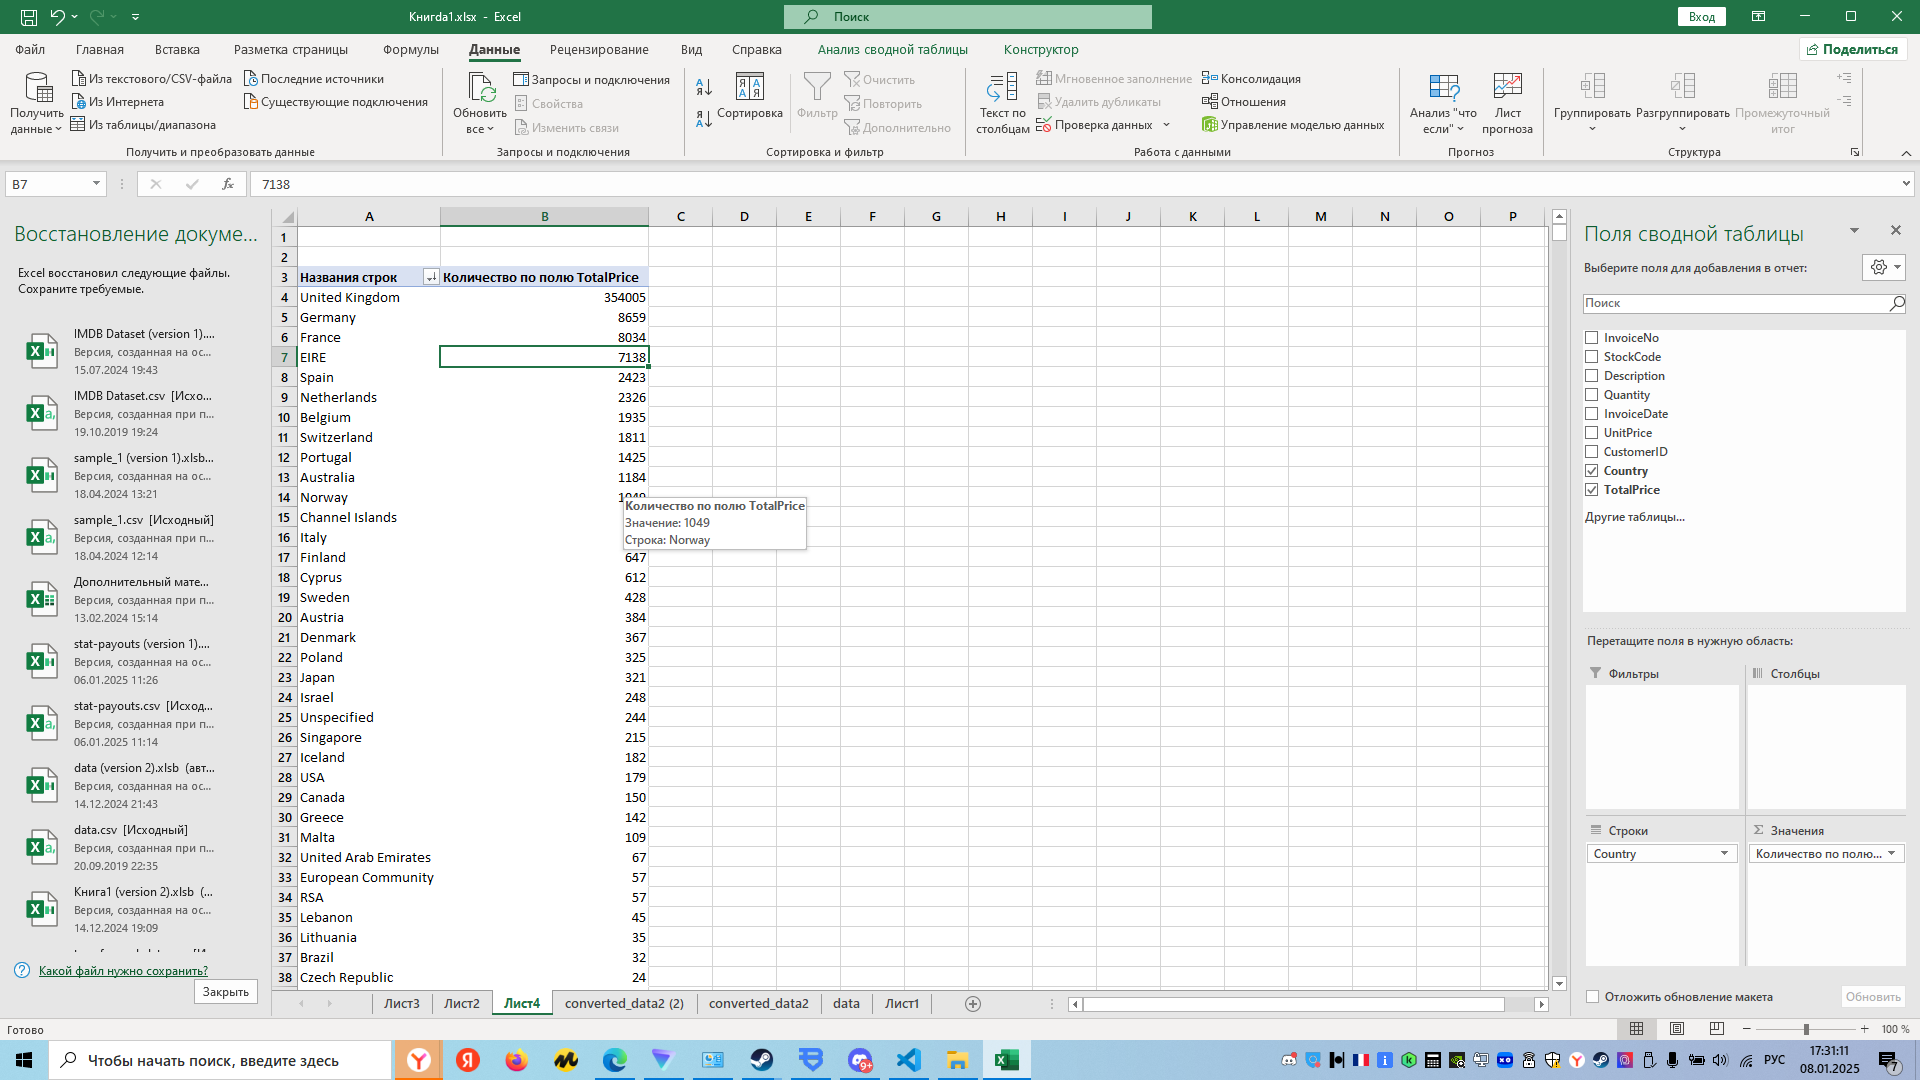 Книгda1.xlsx - Excel
Поиск
Вход
Файл
Главная
Вставка
Разметка страницы
Формулы
Данные
Рецензирование
Вид
Справка
Анализ сводной таблицы
Конструктор
Поделиться
Получить данные
Из текстового/CSV-файла
Из Интернета
Из таблицы/диапазона
Последние источники
Существующие подключения
Получить и преобразовать данные
Обновить все
Запросы и подключения
Свойства
Изменить связи
Запросы и подключения
Сортировка
Фильтр
Очистить
Повторить
Дополнительно
Сортировка и фильтр
Текст по столбцам
Мгновенное заполнение
Удалить дубликаты
Проверка данных
Консолидация
Отношения
Управление моделью данных
Работа с данными
Анализ "что если"
Лист прогноза
Прогноз
Группировать
Разгруппировать
Промежуточный итог
Структура
B7
fx
7138
Восстановление докуме...
Excel восстановил следующие файлы.
Сохраните требуемые.
IMDB Dataset (version 1)....
Версия, созданная на ос...
15.07.2024 19:43
IMDB Dataset.csv [Исхо...
Версия, созданная при п...
19.10.2019 19:24
sample_1 (version 1).xlsb...
Версия, созданная на ос...
18.04.2024 13:21
sample_1.csv [Исходный]
Версия, созданная на ос...
18.04.2024 12:14
Дополнительный мате...
Версия, созданная при п...
13.02.2024 15:14
stat-payouts (version 1)....
Версия, созданная на ос...
06.01.2025 11:26
stat-payouts.csv [Исход...
Версия, созданная при п...
06.01.2025 11:14
data (version 2).xlsb (авт...
Версия, созданная на ос...
14.12.2024 21:43
data.csv [Исходный]
Версия, созданная при п...
20.09.2019 22:35
Книга1 (version 2).xlsb (...
Версия, созданная на ос...
14.12.2024 19:09
Какой файл нужно сохранить?
Закрыть
A B C D E F G H I J K L M N O P
1
2
3 Названия строк Количество по полю TotalPrice
4 United Kingdom 354005
5 Germany 8659
6 France 8034
7 EIRE 7138
8 Spain 2423
9 Netherlands 2326
10 Belgium 1935
11 Switzerland 1811
12 Portugal 1425
13 Australia 1184
14 Norway 1049
15 Channel Islands
16 Italy
17 Finland 647
18 Cyprus 612
19 Sweden 428
20 Austria 384
21 Denmark 367
22 Poland 325
23 Japan 321
24 Israel 248
25 Unspecified 244
26 Singapore 215
27 Iceland 182
28 USA 179
29 Canada 150
30 Greece 142
31 Malta 109
32 United Arab Emirates 67
33 European Community 57
34 RSA 57
35 Lebanon 45
36 Lithuania 35
37 Brazil 32
38 Czech Republic 24
Количество по полю TotalPrice
Значение: 1049
Строка: Norway
Поля сводной таблицы
Выберите поля для добавления в отчет:
Поиск
InvoiceNo
StockCode
Description
Quantity
InvoiceDate
UnitPrice
CustomerID
Country
TotalPrice
Другие таблицы...
Перетащите поля в нужную область:
Фильтры
Столбцы
Строки
Σ Значения
Country
Количество по полю...
Отложить обновление макета
Обновить
Лист3
Лист2
Лист4
converted_data2 (2)
converted_data2
data
Лист1
Готово
100 %
Чтобы начать поиск, введите здесь
9+
РУС
17:31:11
08.01.2025
7